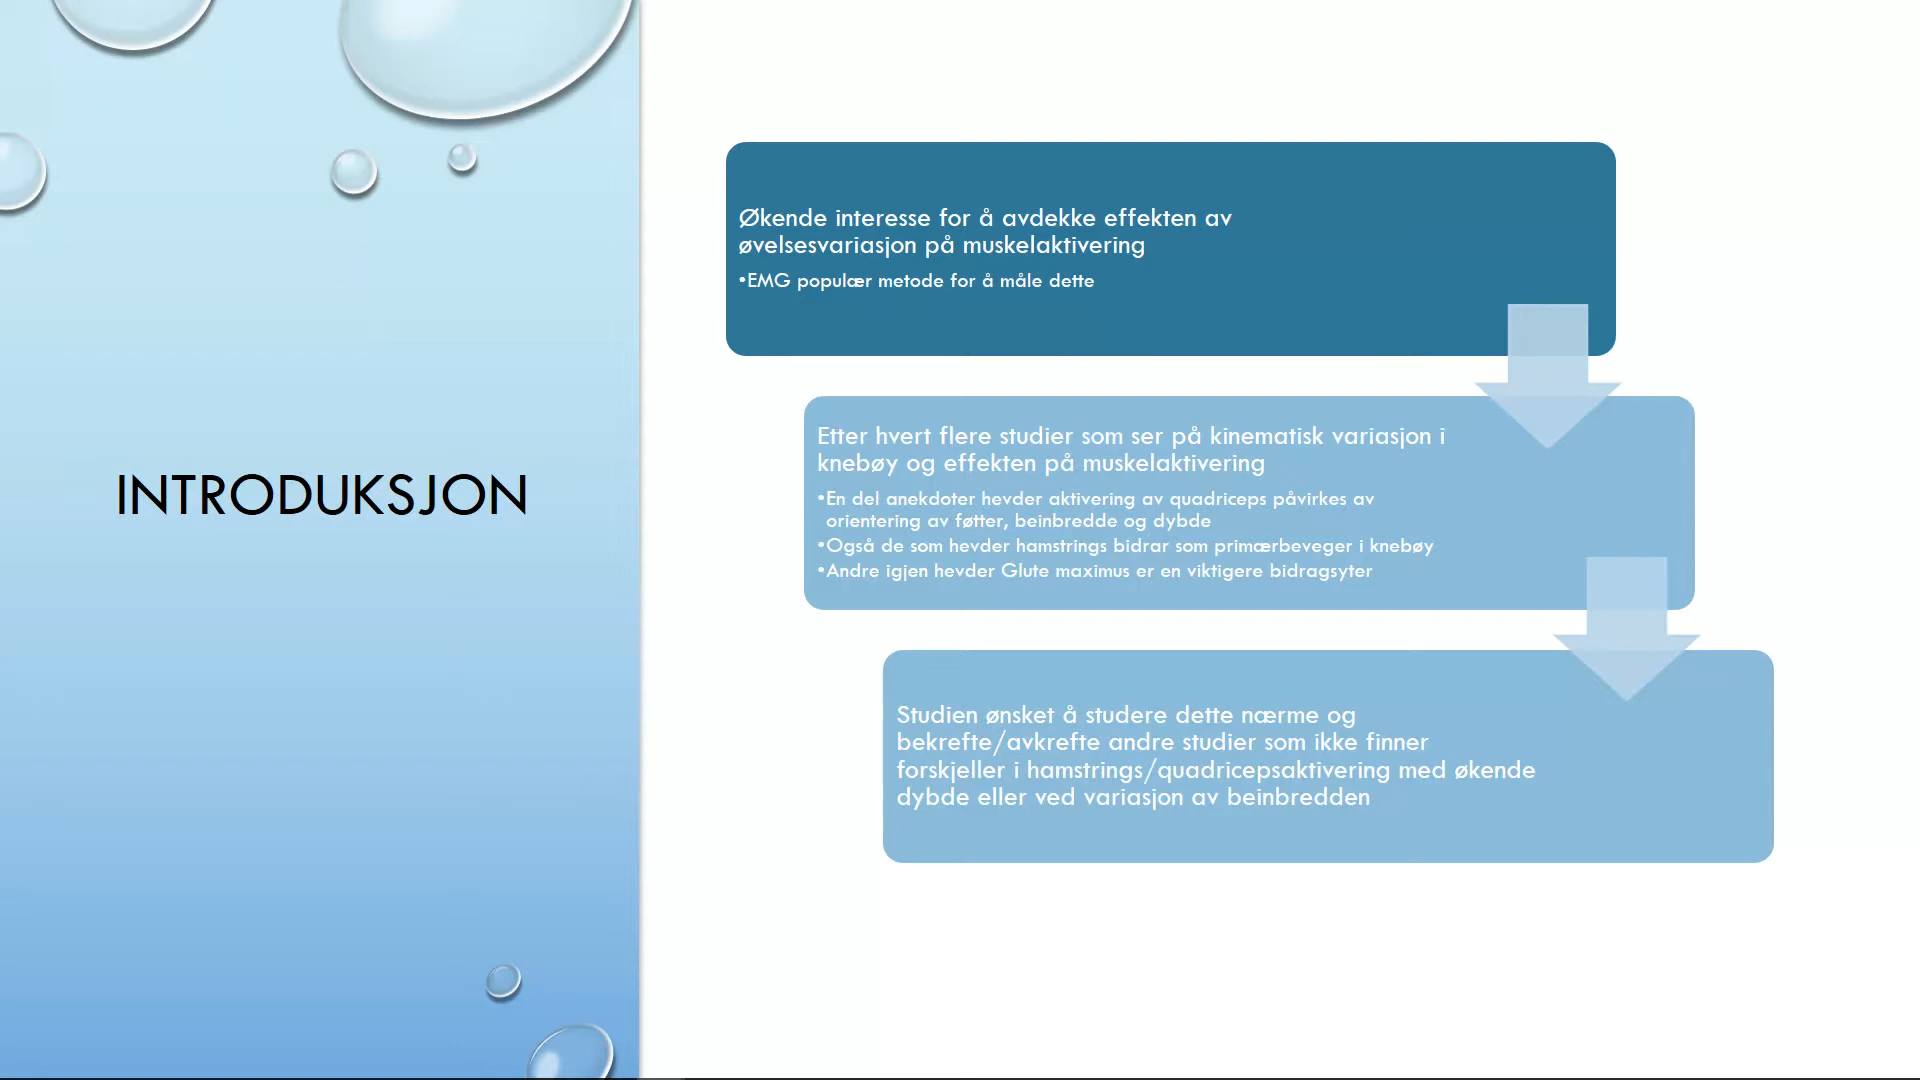 INTRODUKSJON
Økende interesse for å avdekke effekten av
øvelsesvariasjon på muskelaktivering
•EMG populær metode for å måle dette
Etter hvert flere studier som ser på kinematisk variasjon i
knebøy og effekten på muskelaktivering
•En del anekdoter hevder aktivering av quadriceps påvirkes av
orientering av føtter, beinbredde og dybde
•Også de som hevder hamstrings bidrar som primærbeveger i knebøy
•Andre igjen hevder Glute maximus er en viktigere bidragsyter
Studien ønsket å studere dette nærme og
bekrefte/avkrefte andre studier som ikke finner
forskjeller i hamstrings/quadricepsaktivering med økende
dybde eller ved variasjon av beinbredden